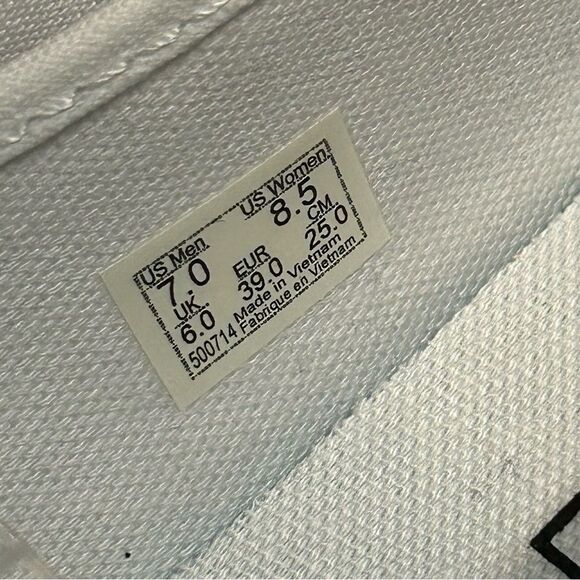 US Men US Women
7.0 8.5
UK EUR CM
6.0 39.0 25.0
500714 Made in Vietnam
Fabrique en Vietnam